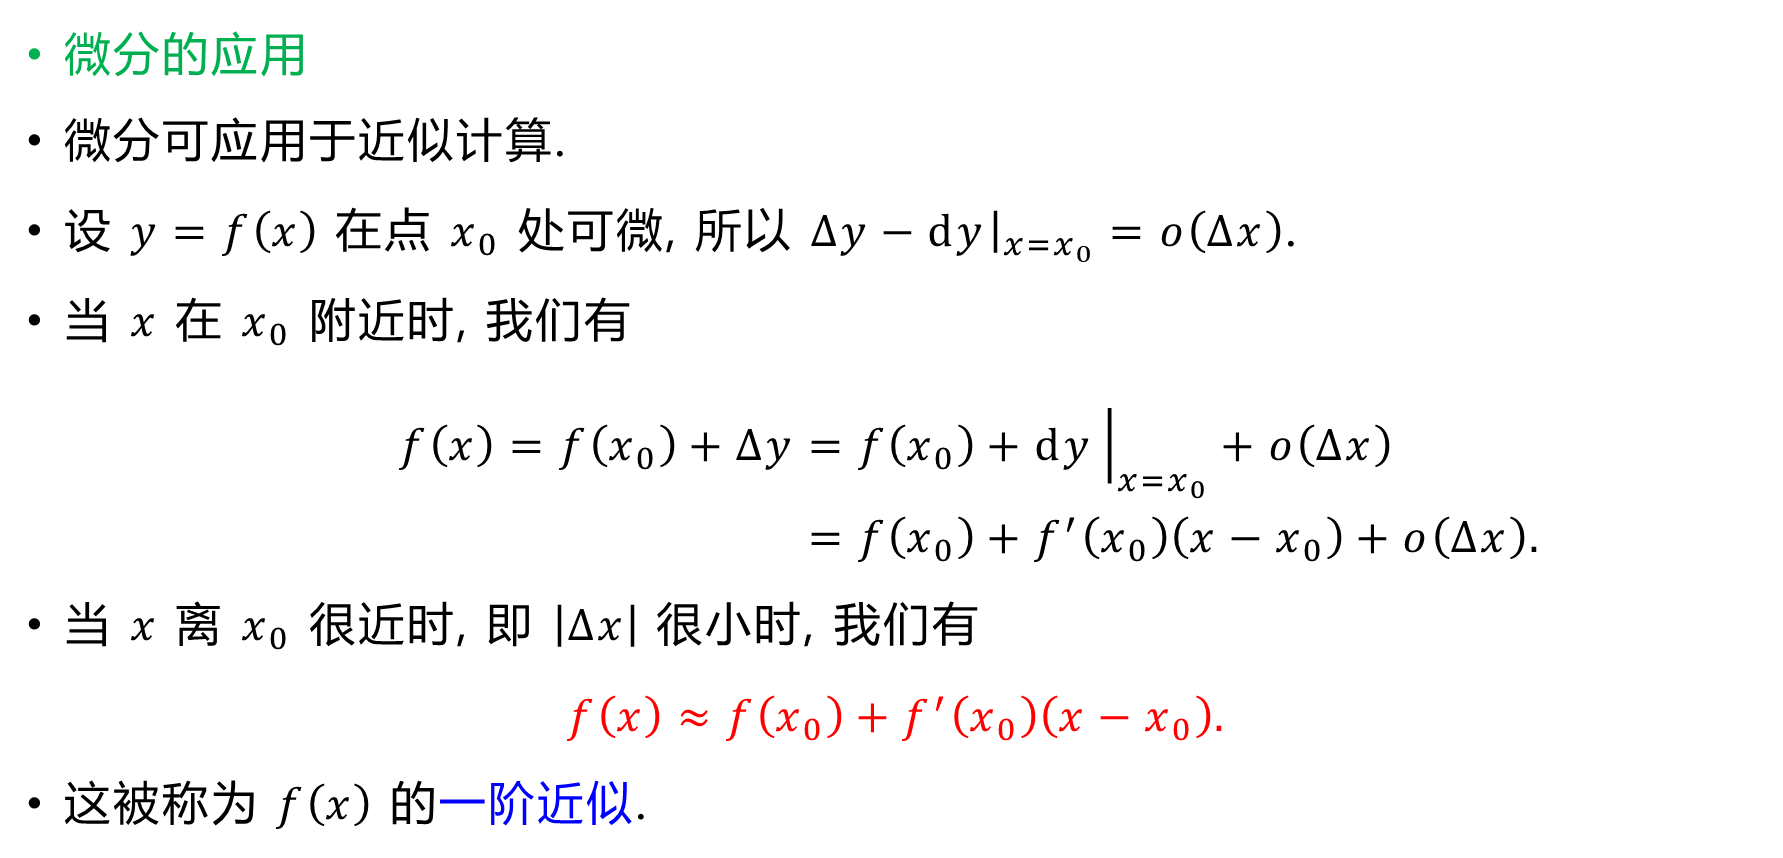 • 微分的应用
• 微分可应用于近似计算.
• 设 y = f(x) 在点 x₀ 处可微, 所以 Δy − dy|ₓ₌ₓ₀ = o(Δx).
• 当 x 在 x₀ 附近时, 我们有
f(x) = f(x₀) + Δy = f(x₀) + dy|ₓ₌ₓ₀ + o(Δx)
= f(x₀) + f′(x₀)(x − x₀) + o(Δx).
• 当 x 离 x₀ 很近时, 即 |Δx| 很小时, 我们有
f(x) ≈ f(x₀) + f′(x₀)(x − x₀).
• 这被称为 f(x) 的一阶近似.